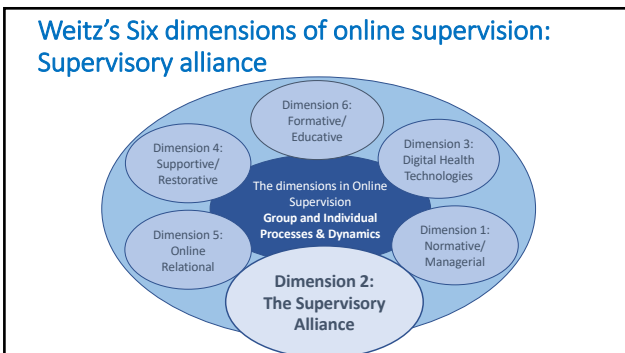 Weitz's Six dimensions of online supervision:
Supervisory alliance
Dimension 6:
Formative/
Educative
Dimension 4:
Supportive/
Restorative
Dimension 3:
Digital Health
Technologies
The dimensions in Online
Supervision
Group and Individual
Processes & Dynamics
Dimension 5:
Online
Relational
Dimension 1:
Normative/
Managerial
Dimension 2:
The Supervisory
Alliance